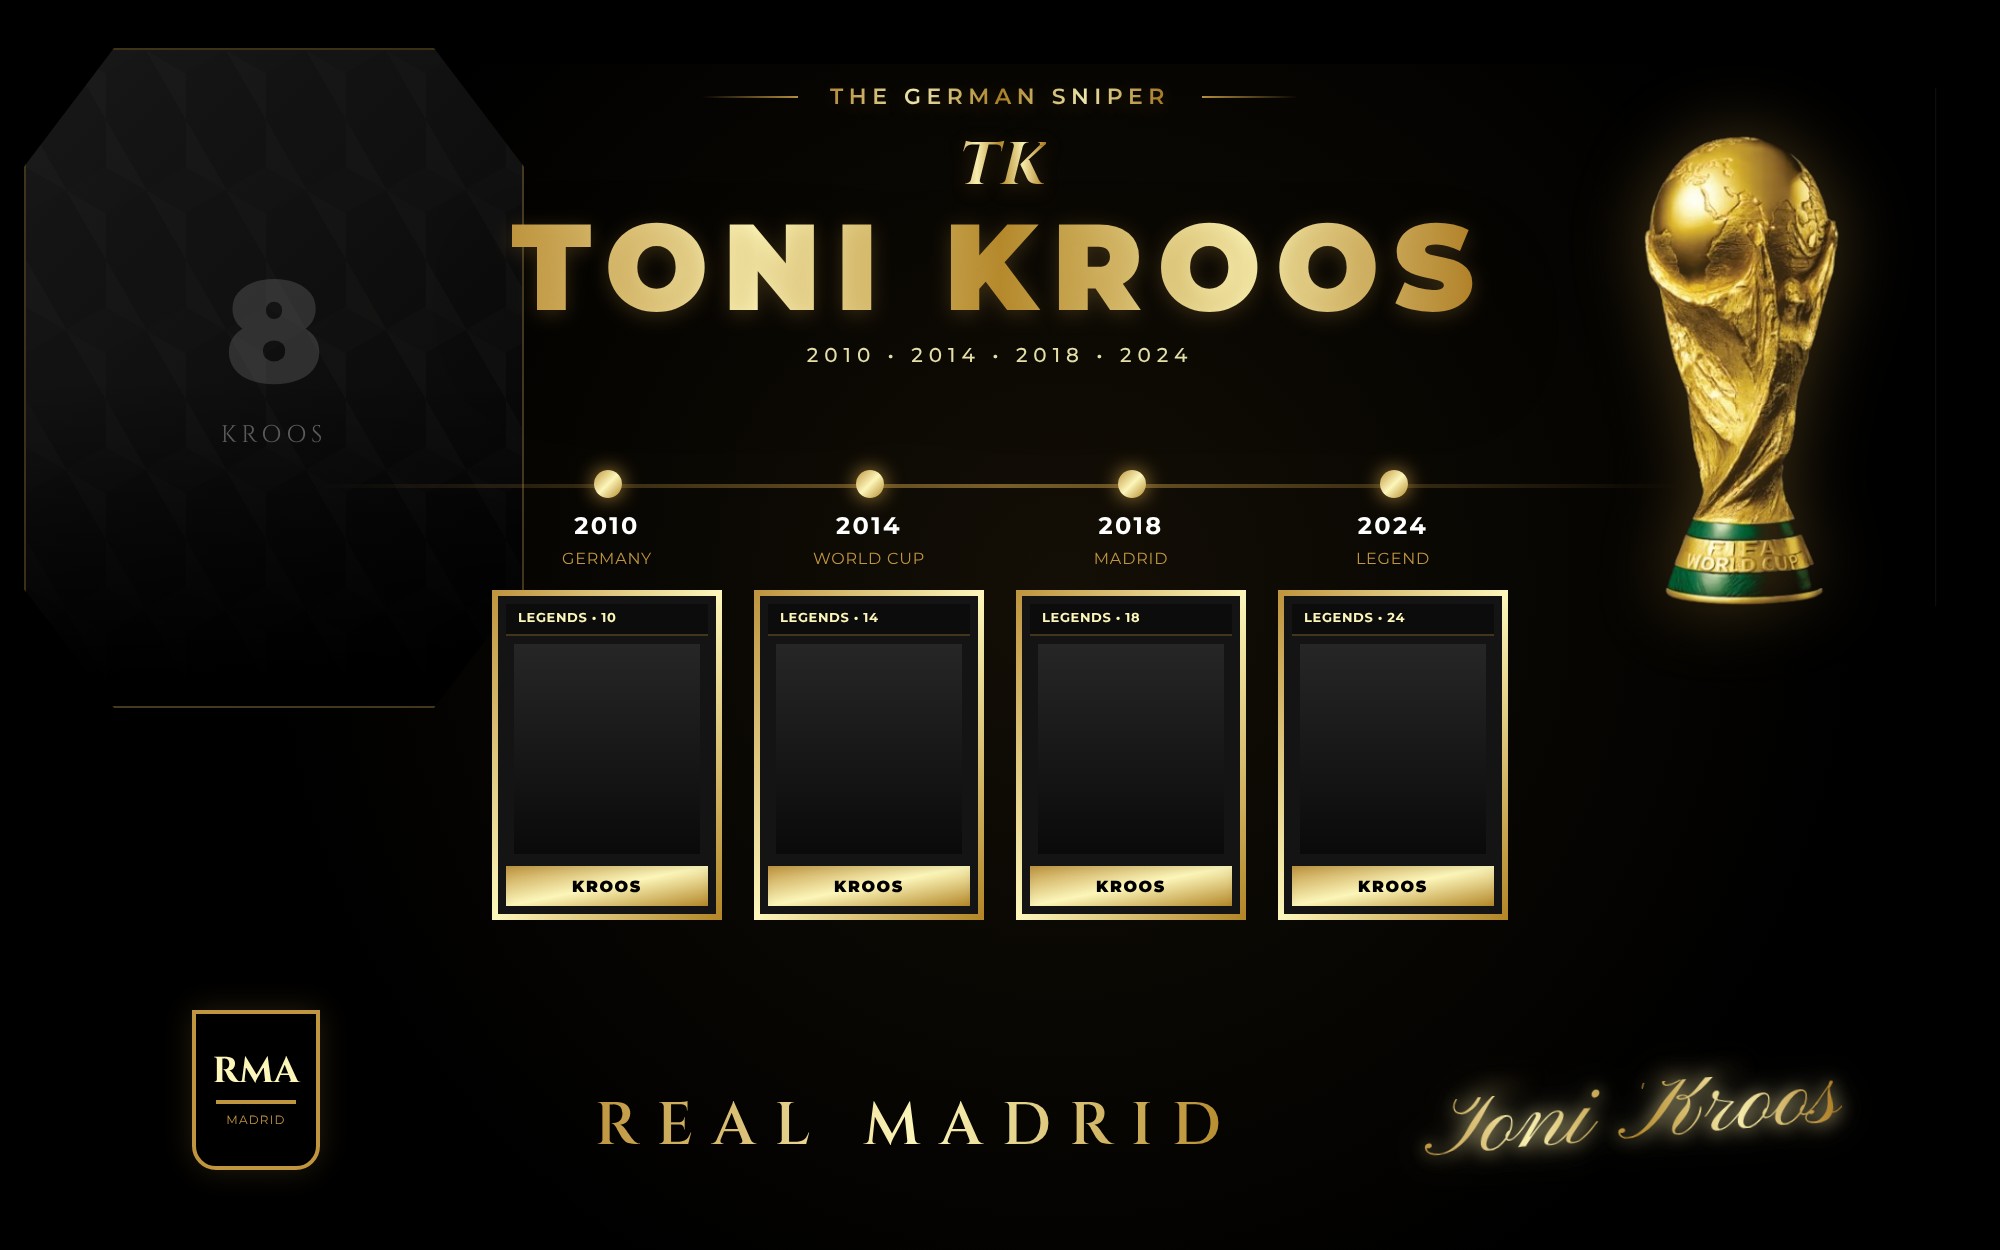 THE GERMAN SNIPER
TK
TONI KROOS
2010 • 2014 • 2018 • 2024
8
KROOS
2010
GERMANY
2014
WORLD CUP
2018
MADRID
2024
LEGEND
FIFA
WORLD CUP
LEGENDS • 10
KROOS
LEGENDS • 14
KROOS
LEGENDS • 18
KROOS
LEGENDS • 24
KROOS
RMA
MADRID
REAL MADRID
Toni Kroos